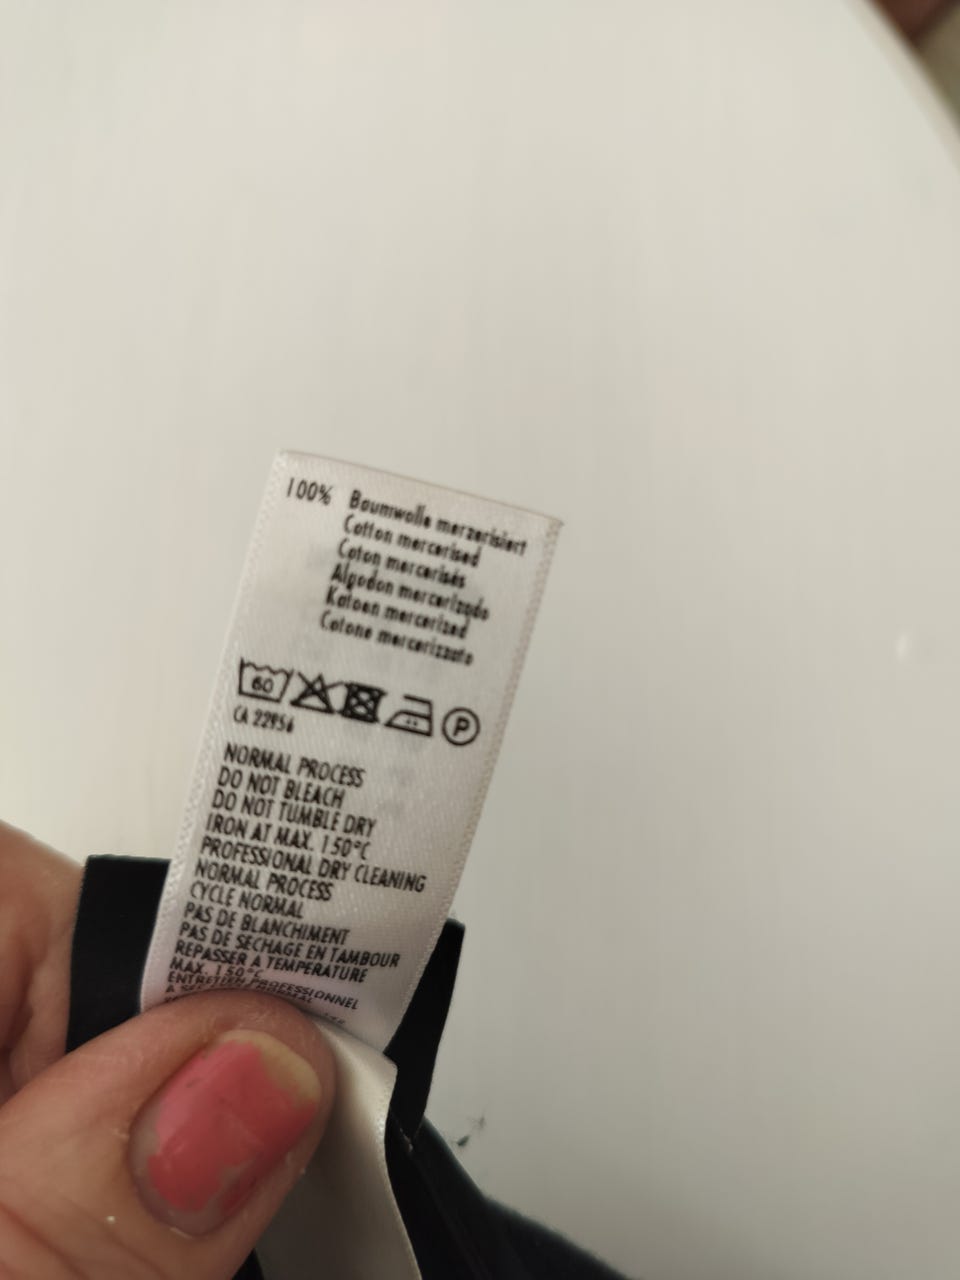 100% Baumwolle merzerisiert
Cotton mercerised
Coton mercerisés
Algodon mercerizado
Katoen mercerized
Cotone mercerizzato
60 P
CA 22956
NORMAL PROCESS
DO NOT BLEACH
DO NOT TUMBLE DRY
IRON AT MAX. 150°C
PROFESSIONAL DRY CLEANING
NORMAL PROCESS
CYCLE NORMAL
PAS DE BLANCHIMENT
PAS DE SECHAGE EN TAMBOUR
REPASSER A TEMPERATURE
MAX. 150°C
ENTRETIEN PROFESSIONNEL
A NORMAL